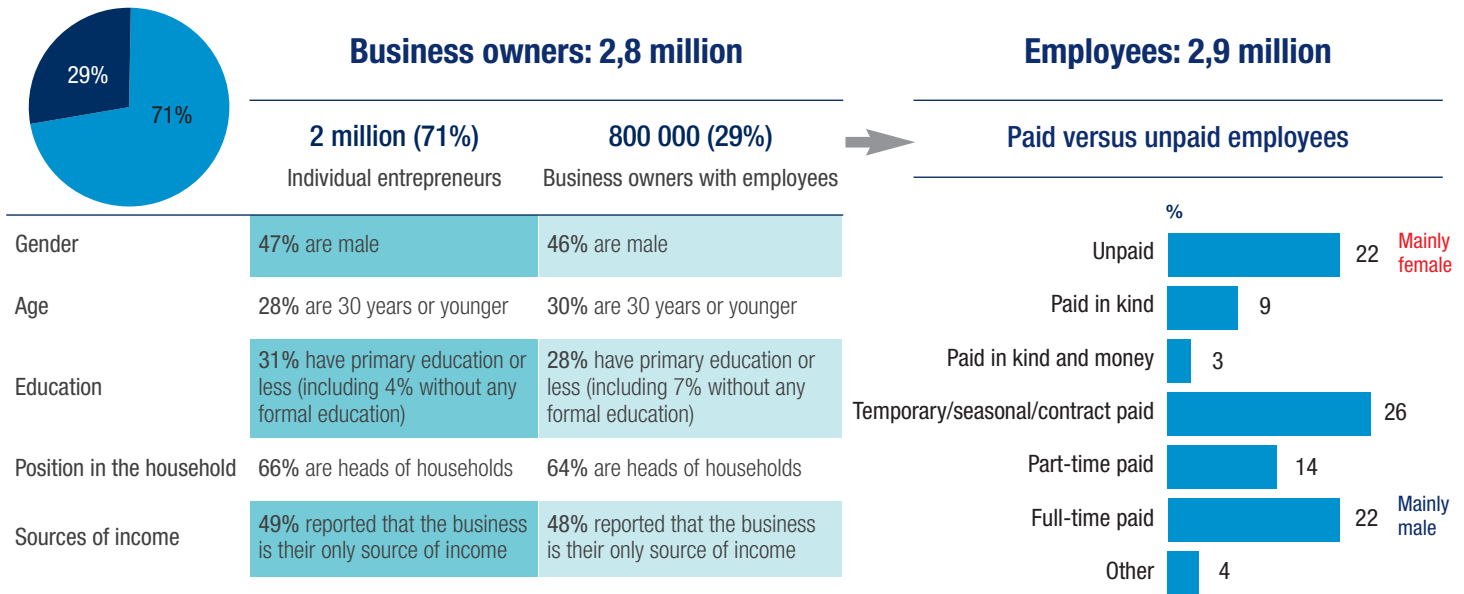 29%
71%
Business owners: 2,8 million
2 million (71%)
Individual entrepreneurs
800 000 (29%)
Business owners with employees
Gender
47% are male
46% are male
Age
28% are 30 years or younger
30% are 30 years or younger
Education
31% have primary education or
less (including 4% without any
formal education)
28% have primary education or
less (including 7% without any
formal education)
Position in the household
66% are heads of households
64% are heads of households
Sources of income
49% reported that the business
is their only source of income
48% reported that the business
is their only source of income
Employees: 2,9 million
Paid versus unpaid employees
%
Unpaid 22 Mainly
female
Paid in kind 9
Paid in kind and money 3
Temporary/seasonal/contract paid 26
Part-time paid 14
Full-time paid 22 Mainly
male
Other 4